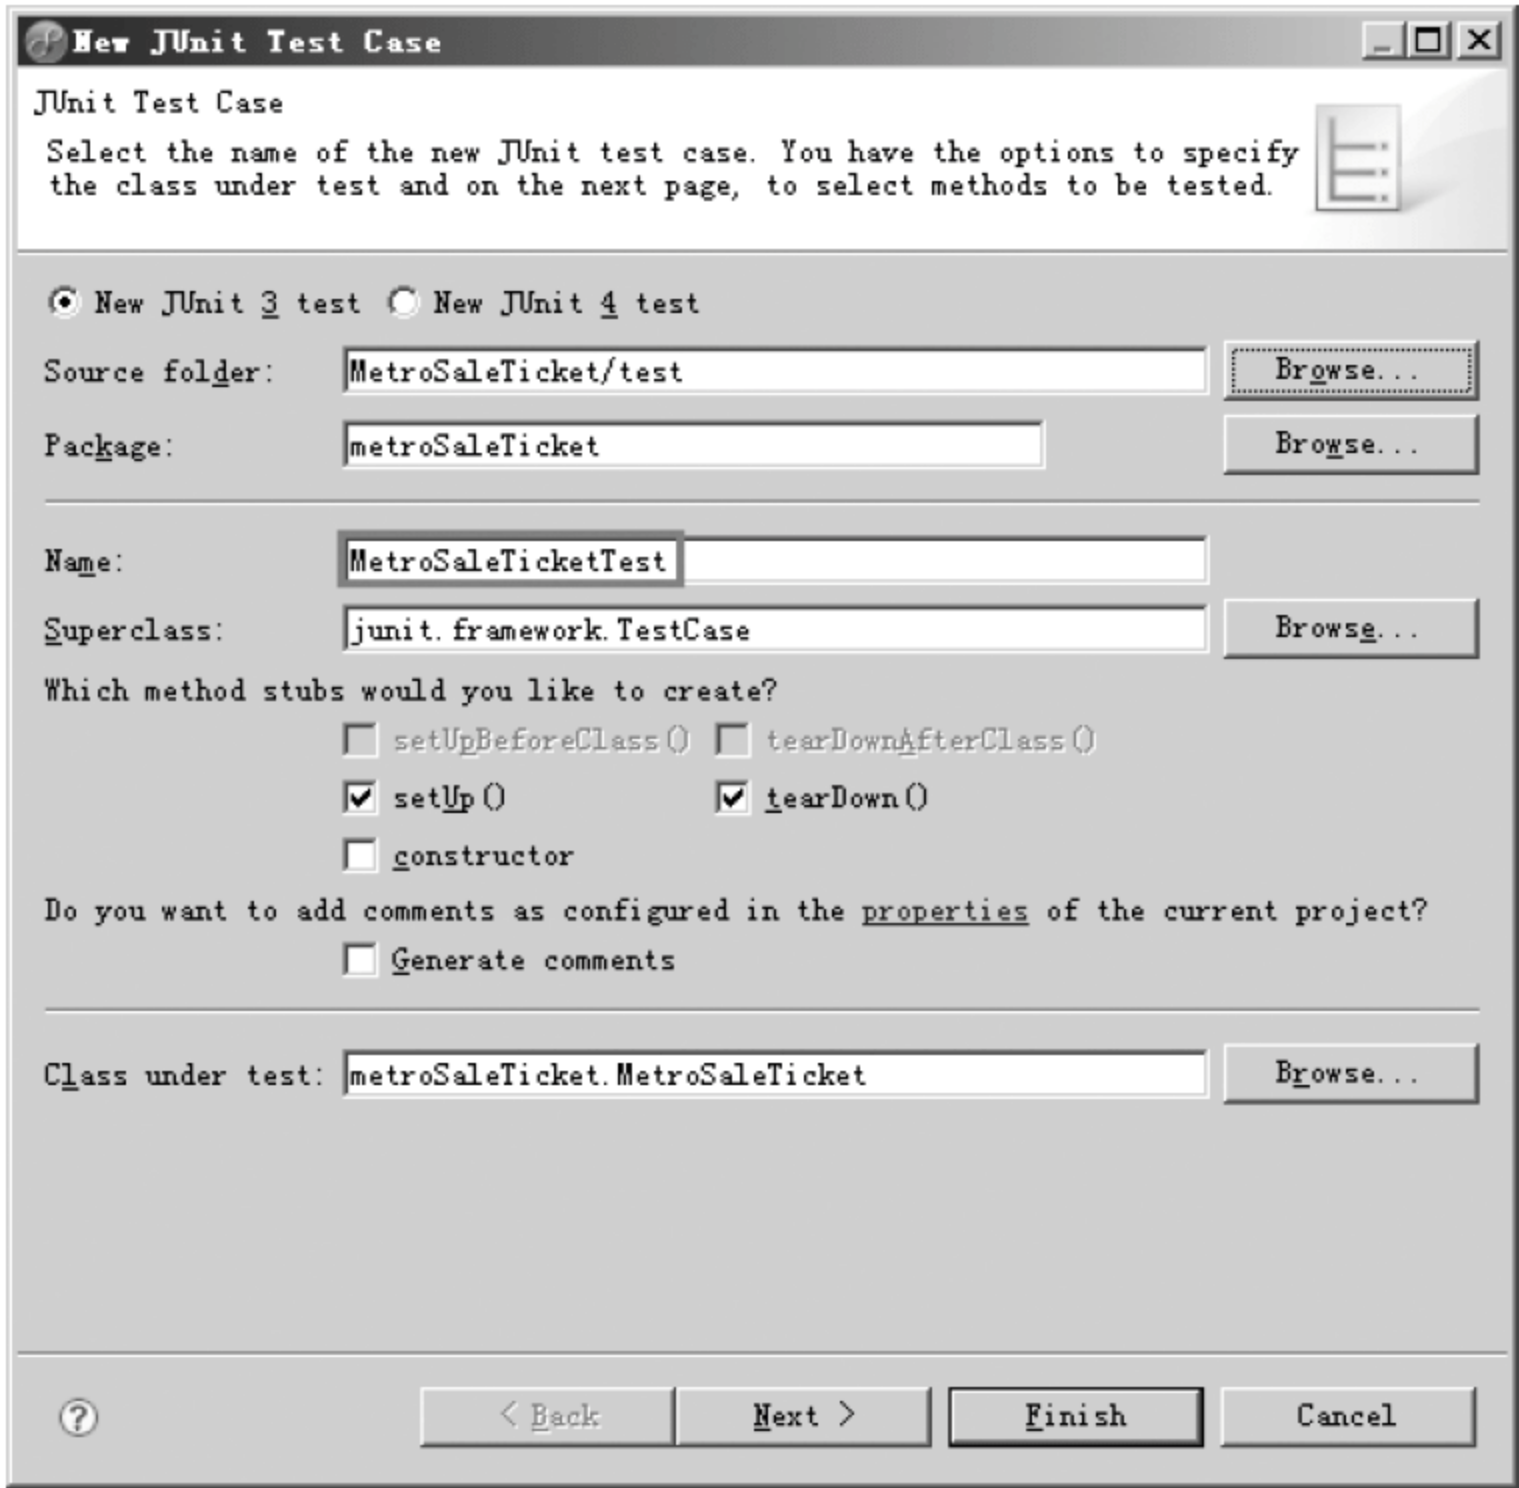 New JUnit Test Case
JUnit Test Case
Select the name of the new JUnit test case. You have the options to specify
the class under test and on the next page, to select methods to be tested.
New JUnit 3 test New JUnit 4 test
Source folder: MetroSaleTicket/test Browse...
Package: metroSaleTicket Browse...
Name: MetroSaleTicketTest
Superclass: junit.framework.TestCase Browse...
Which method stubs would you like to create?
setUpBeforeClass() tearDownAfterClass()
setUp() tearDown()
constructor
Do you want to add comments as configured in the properties of the current project?
Generate comments
Class under test: metroSaleTicket.MetroSaleTicket Browse...
? < Back Next > Finish Cancel